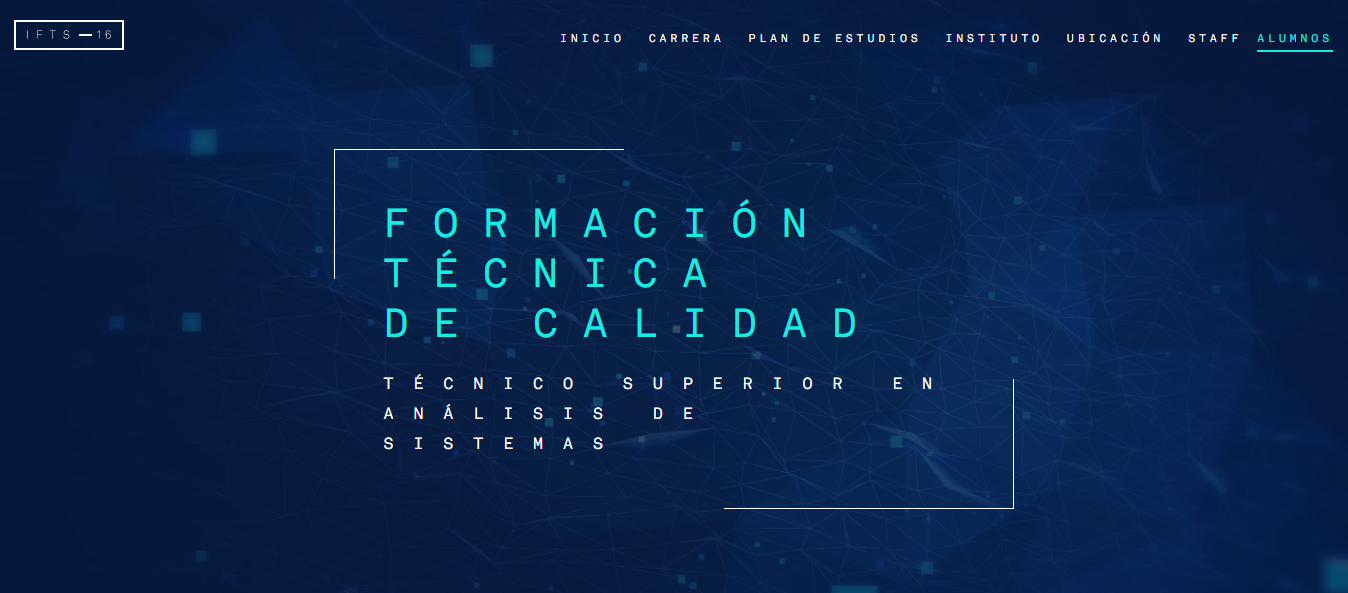 IFTS—16
INICIO CARRERA PLAN DE ESTUDIOS INSTITUTO UBICACIÓN STAFF ALUMNOS
FORMACIÓN
TÉCNICA
DE CALIDAD
TÉCNICO SUPERIOR EN
ANÁLISIS DE
SISTEMAS